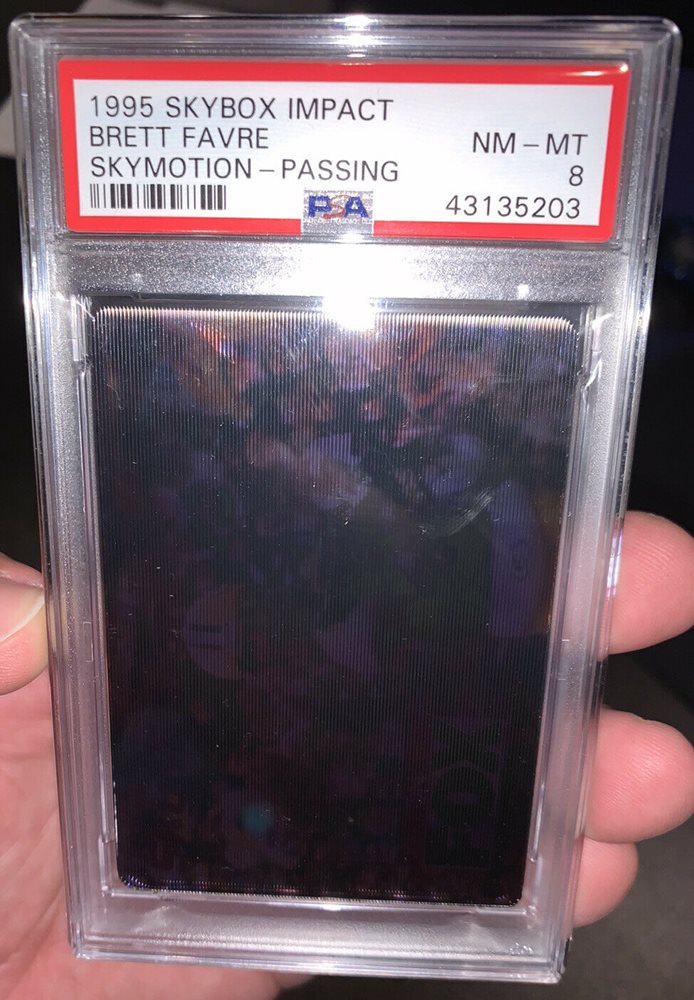 1995 SKYBOX IMPACT
BRETT FAVRE NM - MT
SKYMOTION - PASSING 8
PSA 43135203